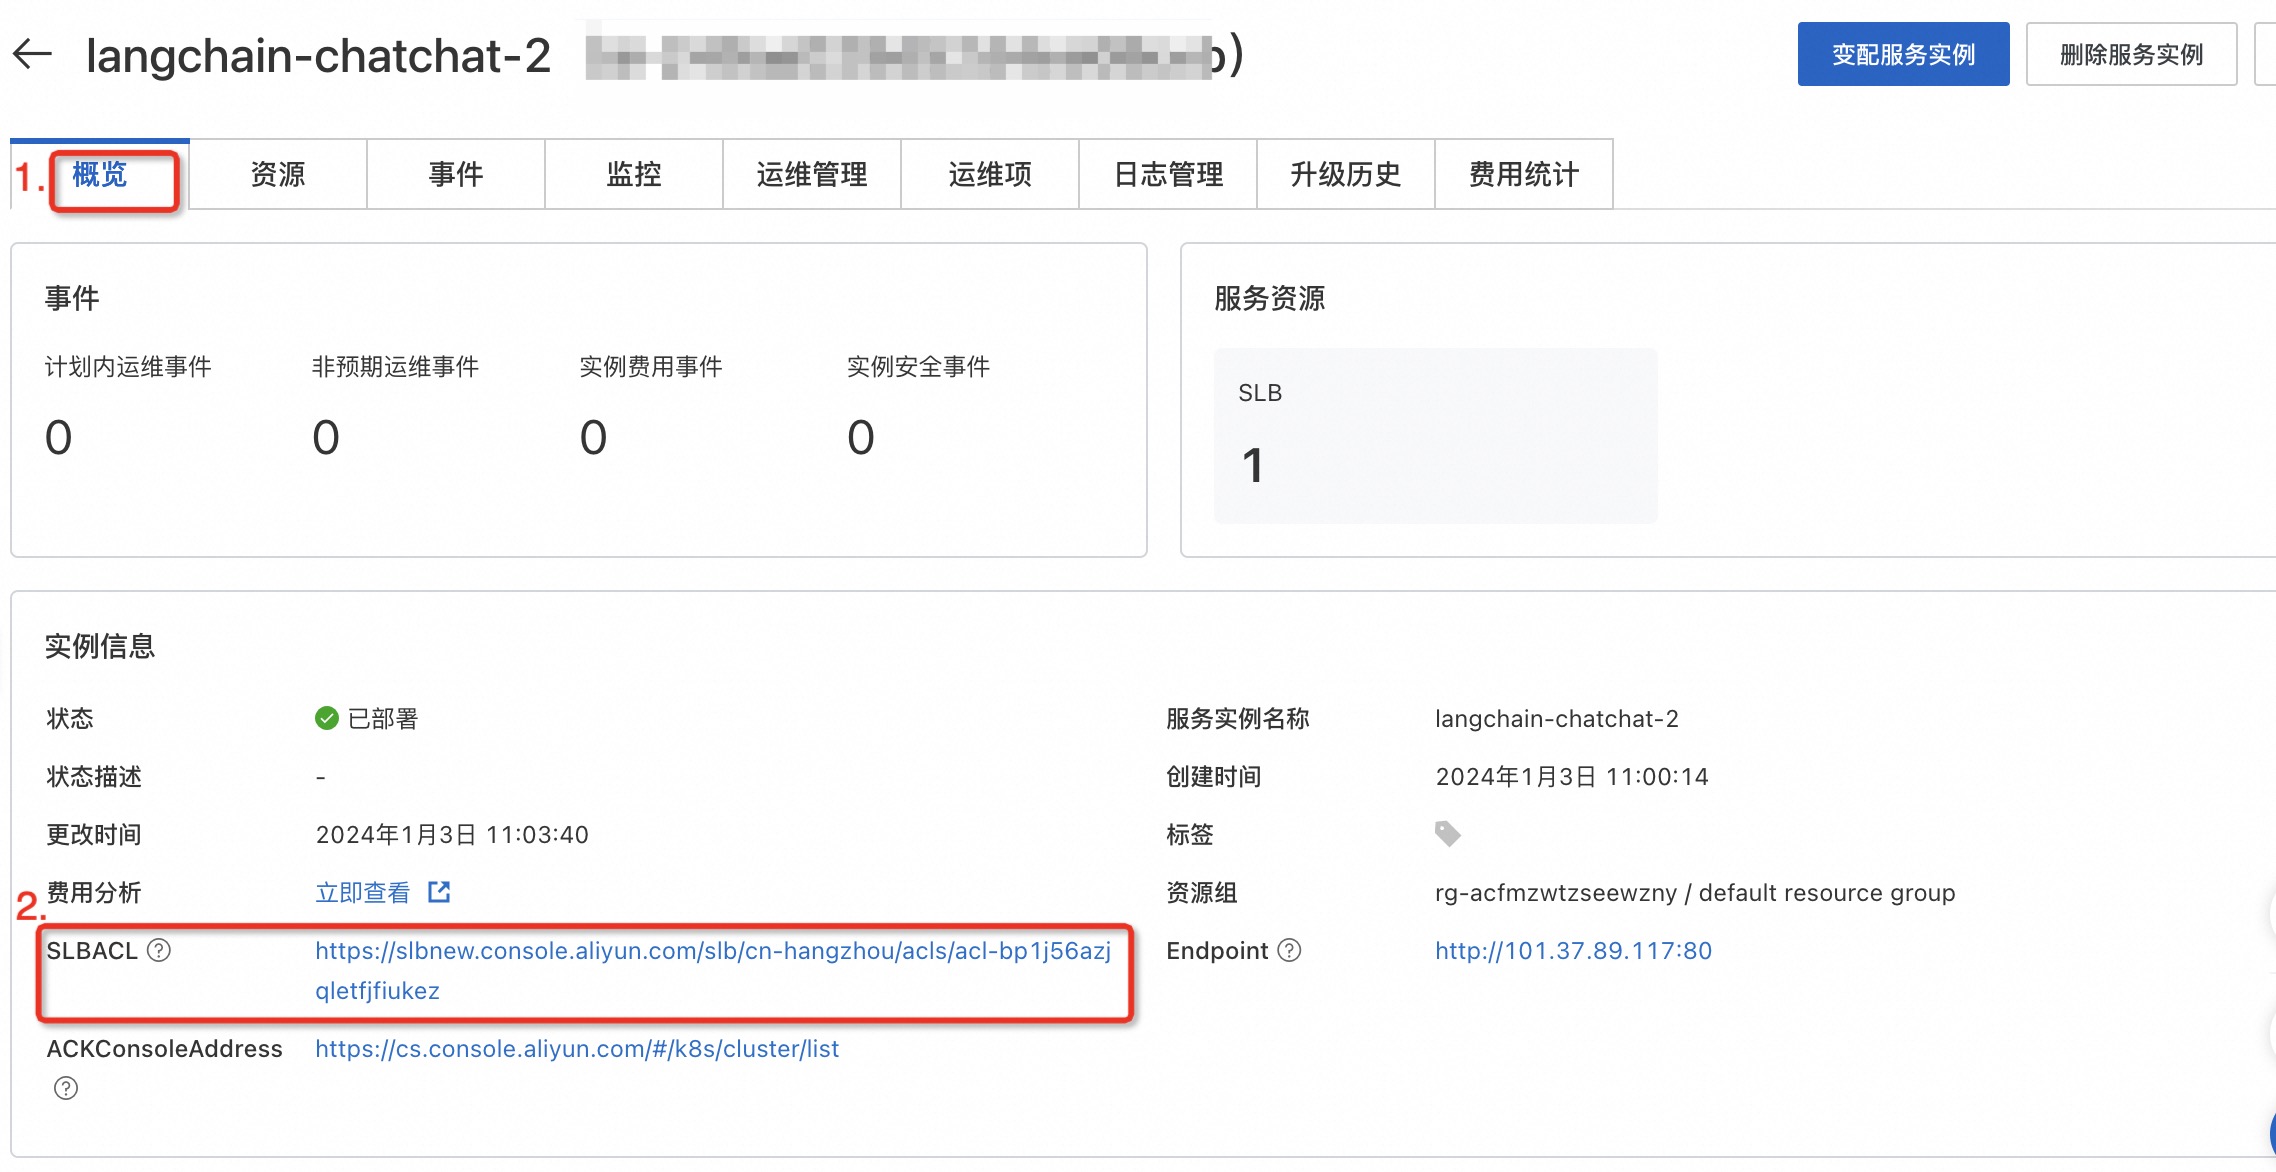 langchain-chatchat-2 )
变配服务实例
删除服务实例
1. 概览
资源
事件
监控
运维管理
运维项
日志管理
升级历史
费用统计
事件
计划内运维事件
非预期运维事件
实例费用事件
实例安全事件
0
0
0
0
服务资源
SLB
1
实例信息
状态
已部署
服务实例名称
langchain-chatchat-2
状态描述
-
创建时间
2024年1月3日 11:00:14
更改时间
2024年1月3日 11:03:40
标签
费用分析
立即查看
资源组
rg-acfmzwtzseewzny / default resource group
2.
SLBACL ?
https://slbnew.console.aliyun.com/slb/cn-hangzhou/acls/acl-bp1j56azj
qletfjfiukez
Endpoint ?
http://101.37.89.117:80
ACKConsoleAddress
?
https://cs.console.aliyun.com/#/k8s/cluster/list